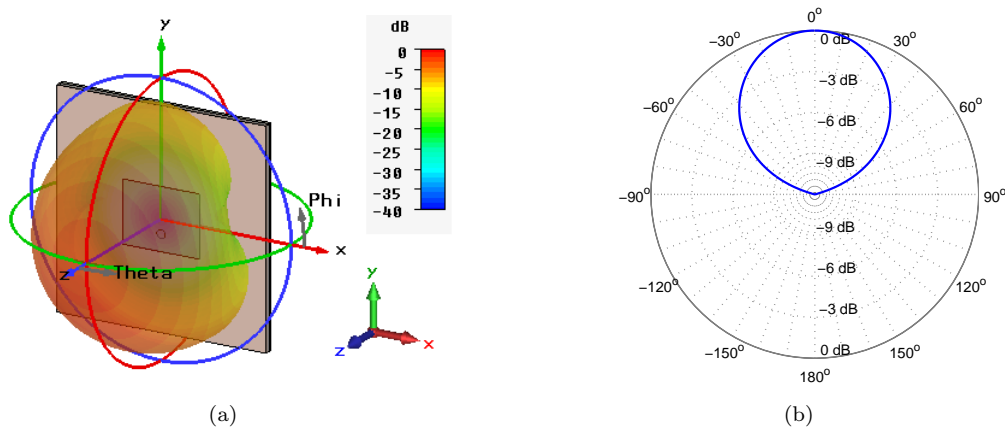 dB
0
-5
-10
-15
-20
-25
-30
-35
-40
y
Phi
x
z
Theta
y
z
x
(a)
0°
−30°
30°
−60°
60°
−90°
90°
−120°
120°
−150°
150°
180°
0 dB
−3 dB
−6 dB
−9 dB
−9 dB
−6 dB
−3 dB
0 dB
(b)